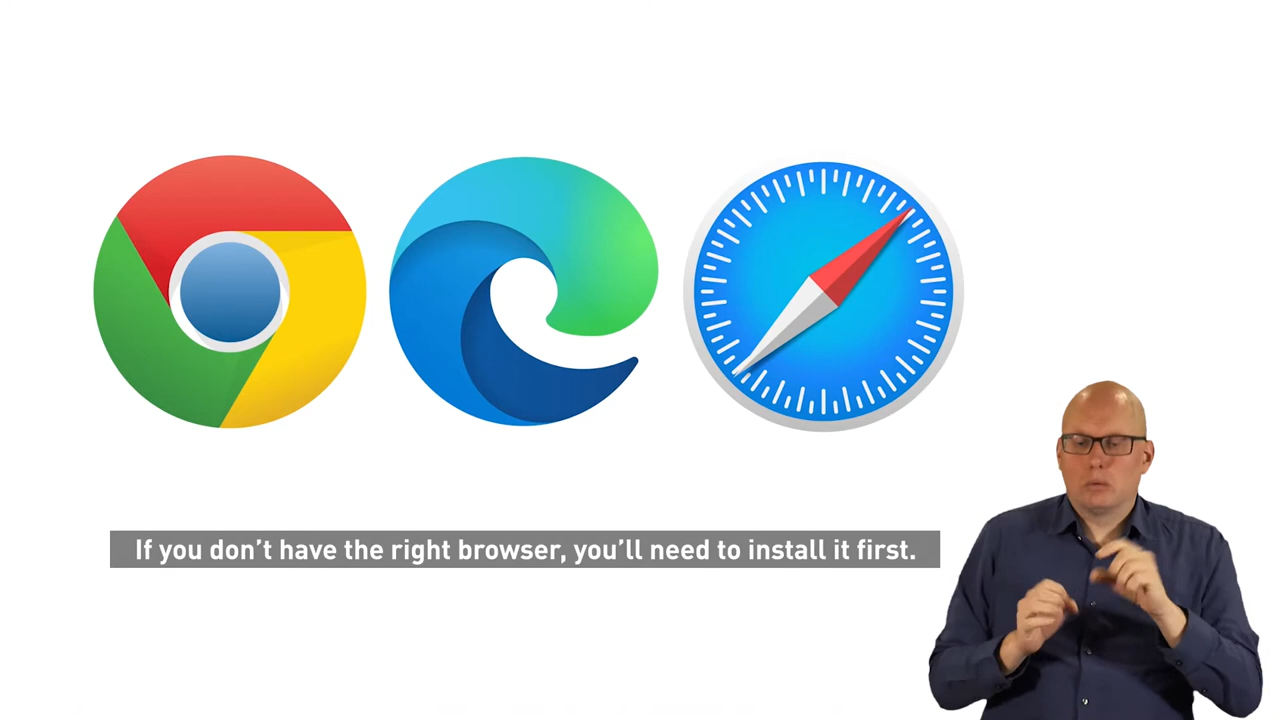 If you don’t have the right browser, you’ll need to install it first.